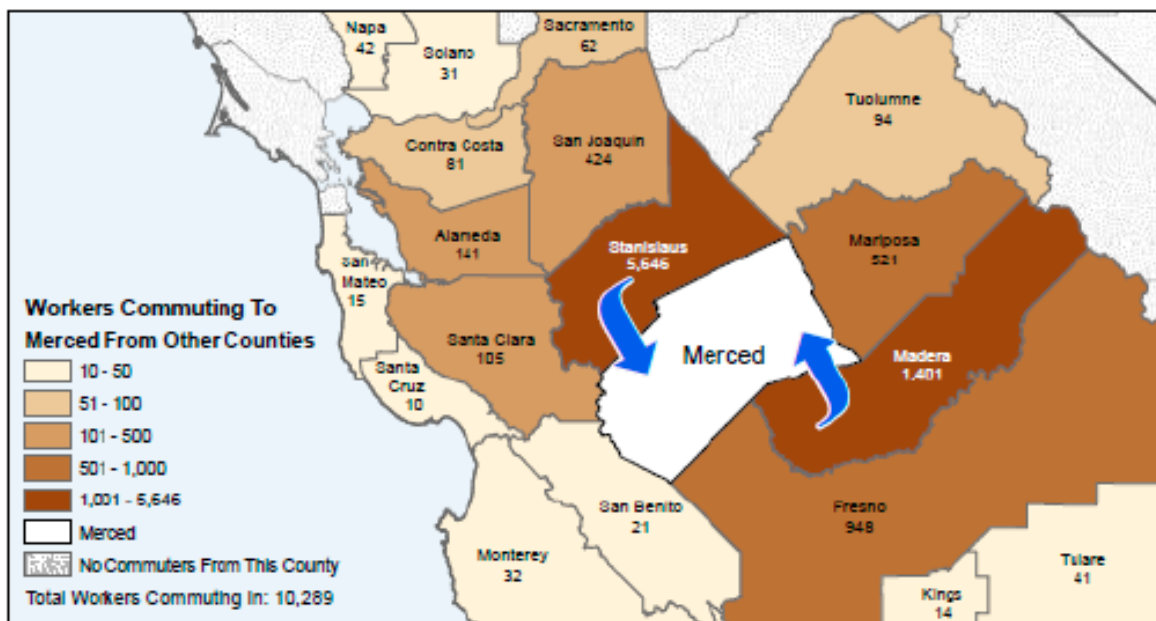 Napa
42
Solano
31
Sacramento
62
Tuolumne
94
Contra Costa
81
San Joaquin
424
Alameda
141
Stanislaus
5,646
Mariposa
521
San
Mateo
15
Santa Clara
105
Merced
Madera
1,401
Santa
Cruz
10
San Benito
21
Fresno
948
Monterey
32
Kings
14
Tulare
41
Workers Commuting To
Merced From Other Counties
10 - 50
51 - 100
101 - 500
501 - 1,000
1,001 - 5,646
Merced
No Commuters From This County
Total Workers Commuting In: 10,289